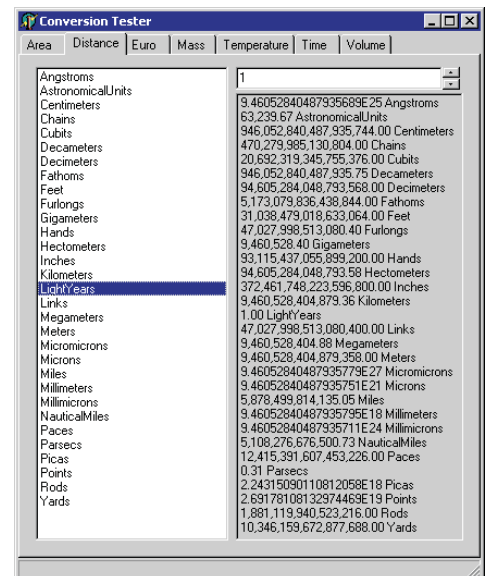 Conversion Tester
Area Distance Euro Mass Temperature Time Volume
Angstroms
AstronomicalUnits
Centimeters
Chains
Cubits
Decameters
Decimeters
Fathoms
Feet
Furlongs
Gigameters
Hands
Hectometers
Inches
Kilometers
LightYears
Links
Megameters
Meters
Micromicrons
Microns
Miles
Millimeters
Millimicrons
NauticalMiles
Paces
Parsecs
Picas
Points
Rods
Yards
1
9.46052840487935689E25 Angstroms
63,239.67 AstronomicalUnits
946,052,840,487,935,744.00 Centimeters
470,279,985,130,804.00 Chains
20,692,319,345,755,376.00 Cubits
946,052,840,487,935.75 Decameters
94,605,284,048,793,568.00 Decimeters
5,173,079,836,438,844.00 Fathoms
31,038,479,018,633,064.00 Feet
47,027,998,513,080.40 Furlongs
9,460,528.40 Gigameters
93,115,437,055,899,200.00 Hands
94,605,284,048,793.58 Hectometers
372,461,748,223,596,800.00 Inches
9,460,528,404,879.36 Kilometers
1.00 LightYears
47,027,998,513,080,400.00 Links
9,460,528,404.88 Megameters
9,460,528,404,879,358.00 Meters
9.46052840487935779E27 Micromicrons
9.46052840487935751E21 Microns
5,878,499,814,135.05 Miles
9.46052840487935795E18 Millimeters
9.46052840487935711E24 Millimicrons
5,108,276,676,500.73 NauticalMiles
12,415,391,607,453,226.00 Paces
0.31 Parsecs
2.24315090110812058E18 Picas
2.69178108132974469E19 Points
1,881,119,940,523,216.00 Rods
10,346,159,672,877,688.00 Yards